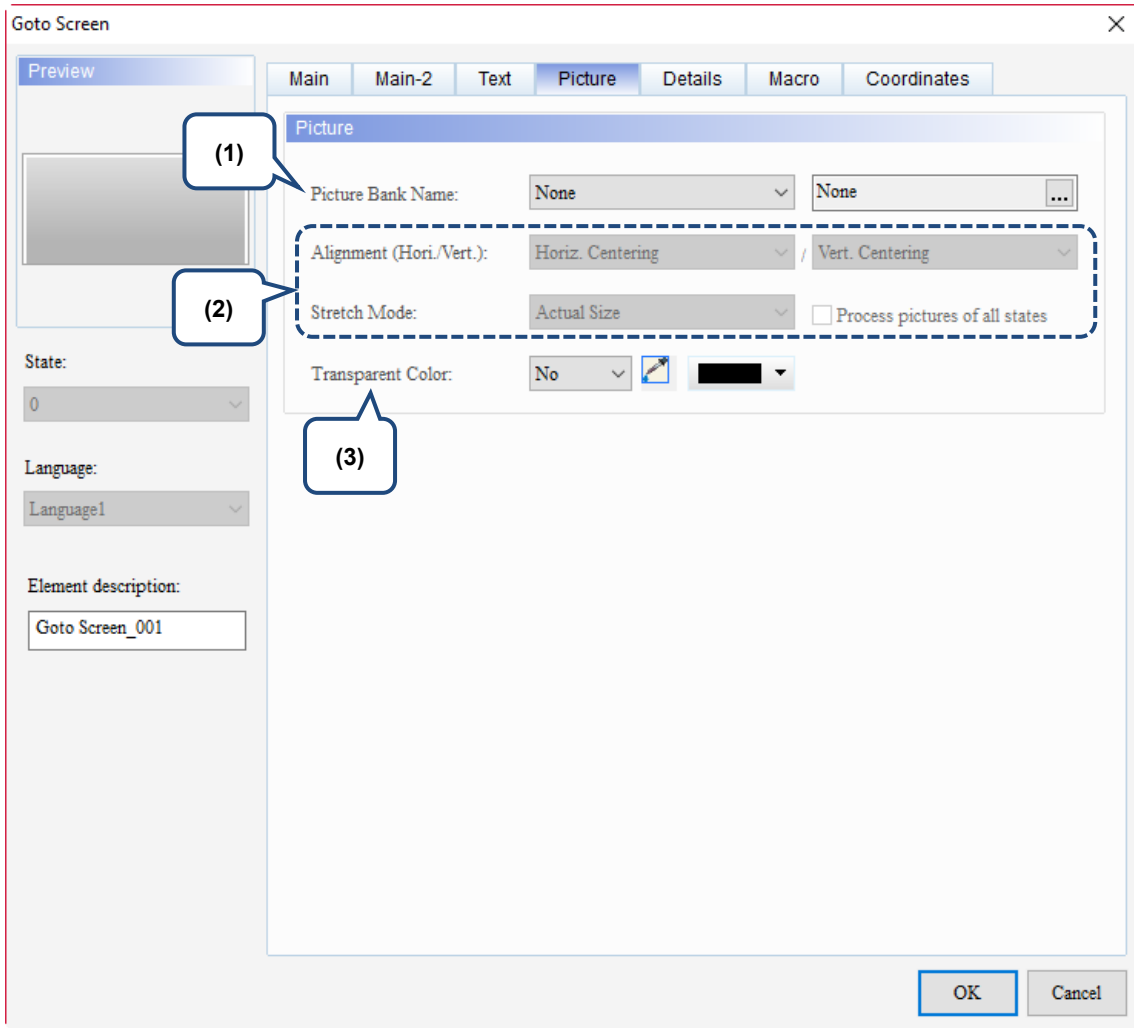 Goto Screen
Preview
Main Main-2 Text Picture Details Macro Coordinates
Picture
(1)
Picture Bank Name: None None ...
Alignment (Hori./Vert.): Horiz. Centering / Vert. Centering
(2)
Stretch Mode: Actual Size Process pictures of all states
State:
0
Transparent Color: No
(3)
Language:
Language1
Element description:
Goto Screen_001
OK Cancel